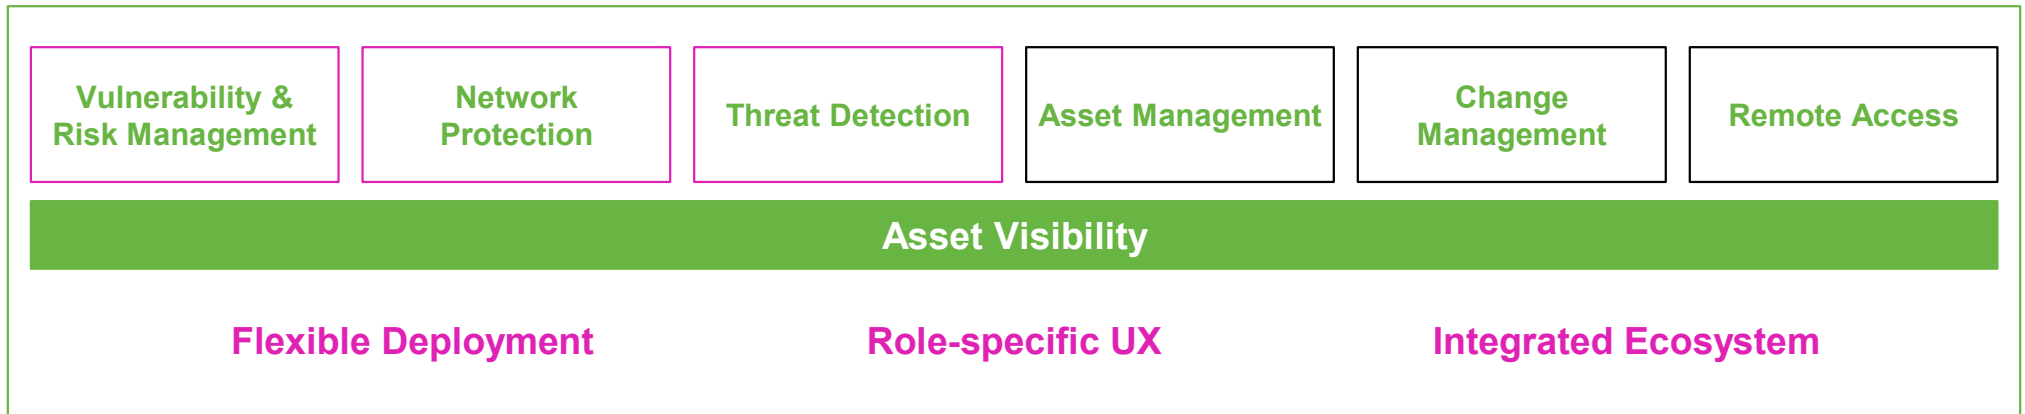 Vulnerability &
Risk Management
Network
Protection
Threat Detection
Asset Management
Change
Management
Remote Access
Asset Visibility
Flexible Deployment
Role-specific UX
Integrated Ecosystem